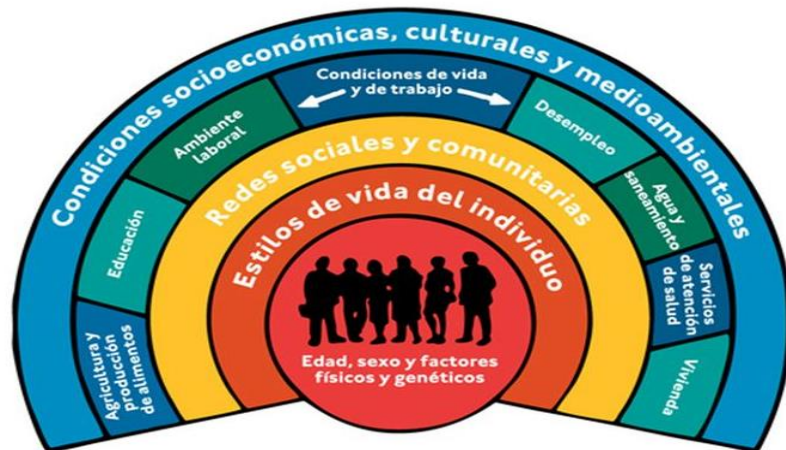 Condiciones socioeconómicas, culturales y medioambientales
Condiciones de vida
y de trabajo
Agricultura y
producción
de alimentos
Educación
Ambiente
laboral
Desempleo
Agua y
saneamiento
Servicios
de atención
de salud
Vivienda
Redes sociales y comunitarias
Estilos de vida del individuo
Edad, sexo y factores
físicos y genéticos